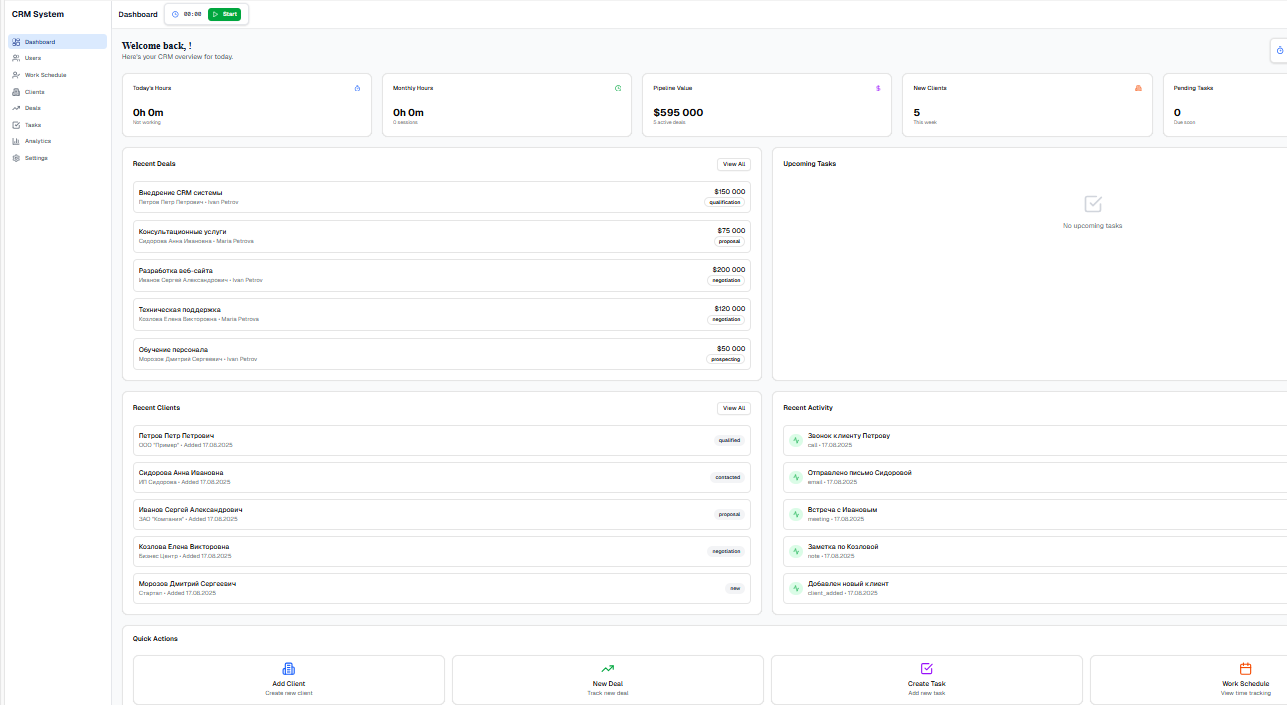 CRM System
Dashboard
00:00
Start
Dashboard
Users
Work Schedule
Clients
Deals
Tasks
Analytics
Settings
Welcome back, !
Here's your CRM overview for today.
Today's Hours
0h 0m
Not working
Monthly Hours
0h 0m
0 sessions
Pipeline Value
$595 000
5 active deals
New Clients
5
This week
Pending Tasks
0
Due soon
Recent Deals
View All
Внедрение CRM системы
$150 000
Петров Петр Петрович • Ivan Petrov
qualification
Консультационные услуги
$75 000
Сидорова Анна Ивановна • Maria Petrova
proposal
Разработка веб-сайта
$200 000
Иванов Сергей Александрович • Ivan Petrov
negotiation
Техническая поддержка
$120 000
Козлова Елена Викторовна • Maria Petrova
negotiation
Обучение персонала
$50 000
Морозов Дмитрий Сергеевич • Ivan Petrov
prospecting
Upcoming Tasks
No upcoming tasks
Recent Clients
View All
Петров Петр Петрович
ООО "Пример" • Added 17.08.2025
qualified
Сидорова Анна Ивановна
ИП Сидорова • Added 17.08.2025
contacted
Иванов Сергей Александрович
ЗАО "Компания" • Added 17.08.2025
proposal
Козлова Елена Викторовна
Бизнес Центр • Added 17.08.2025
negotiation
Морозов Дмитрий Сергеевич
Стартап • Added 17.08.2025
new
Recent Activity
Звонок клиенту Петрову
call • 17.08.2025
Отправлено письмо Сидоровой
email • 17.08.2025
Встреча с Ивановым
meeting • 17.08.2025
Заметка по Козловой
note • 17.08.2025
Добавлен новый клиент
client_added • 17.08.2025
Quick Actions
Add Client
Create new client
New Deal
Track new deal
Create Task
Add new task
Work Schedule
View time tracking